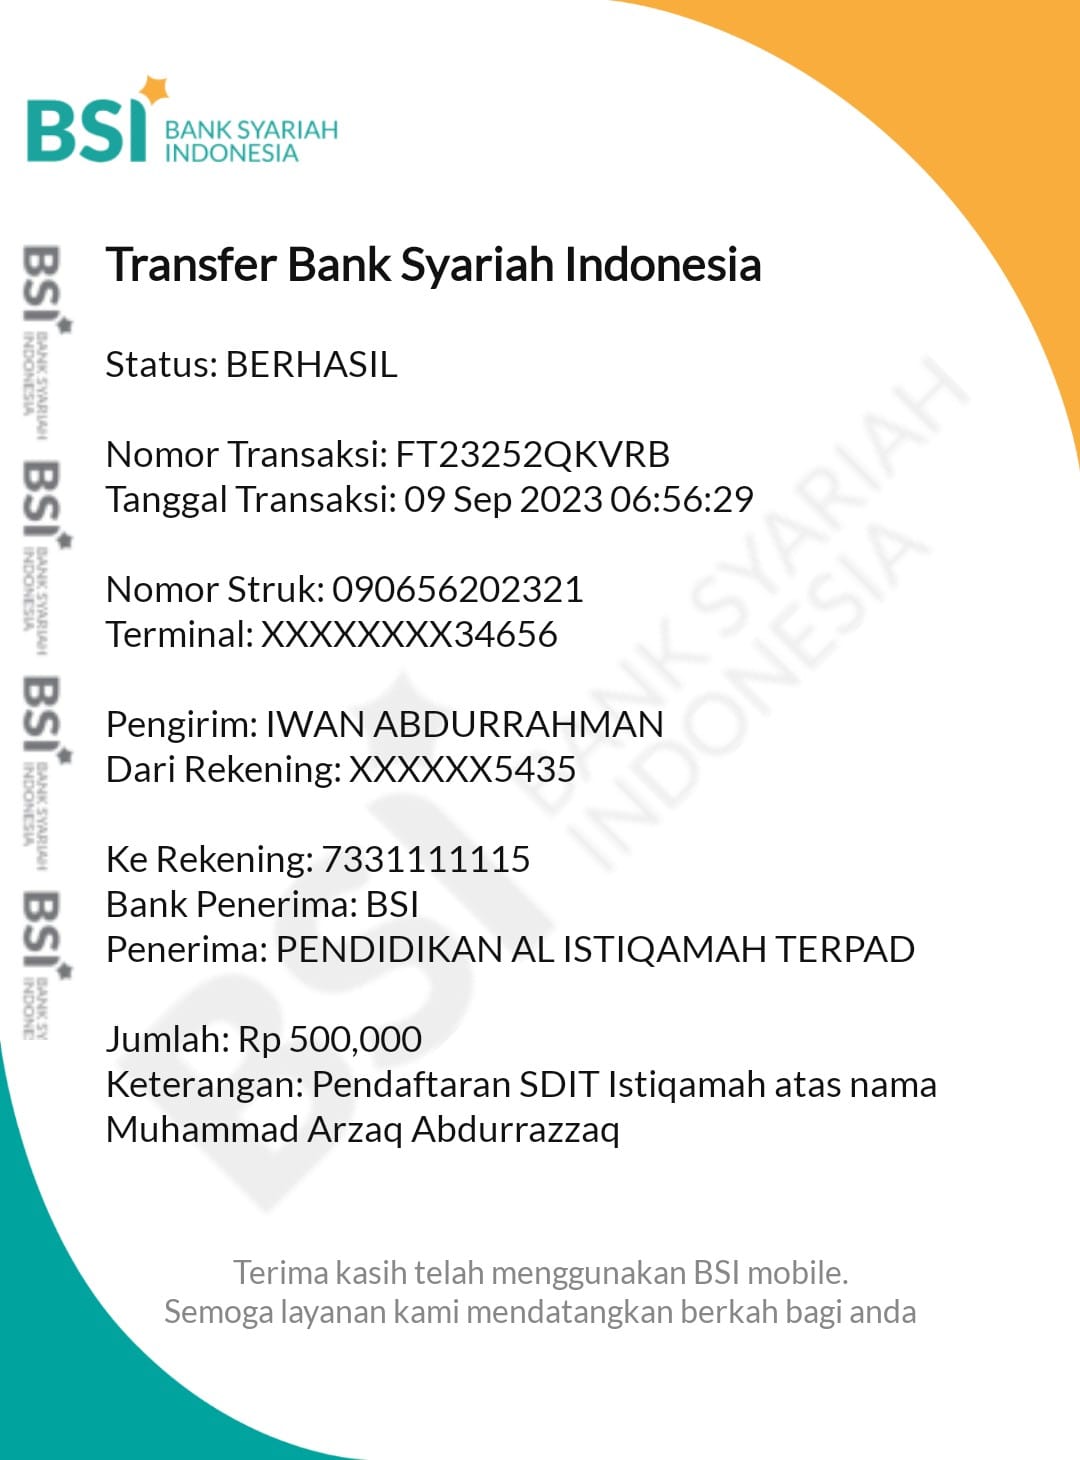 BSI BANK SYARIAH
INDONESIA
Transfer Bank Syariah Indonesia
Status: BERHASIL
Nomor Transaksi: FT23252QKVRB
Tanggal Transaksi: 09 Sep 2023 06:56:29
Nomor Struk: 090656202321
Terminal: XXXXXXXX34656
Pengirim: IWAN ABDURRAHMAN
Dari Rekening: XXXXXX5435
Ke Rekening: 7331111115
Bank Penerima: BSI
Penerima: PENDIDIKAN AL ISTIQAMAH TERPAD
Jumlah: Rp 500,000
Keterangan: Pendaftaran SDIT Istiqamah atas nama
Muhammad Arzaq Abdurrazzaq
Terima kasih telah menggunakan BSI mobile.
Semoga layanan kami mendatangkan berkah bagi anda
BSI BANK SYARIAH
INDONESIA
BSI BANK SYARIAH
INDONESIA
BSI BANK SYARIAH
INDONESIA
BSI BANK SY
INDONE
BSI BANK SYARIAH
INDONESIA